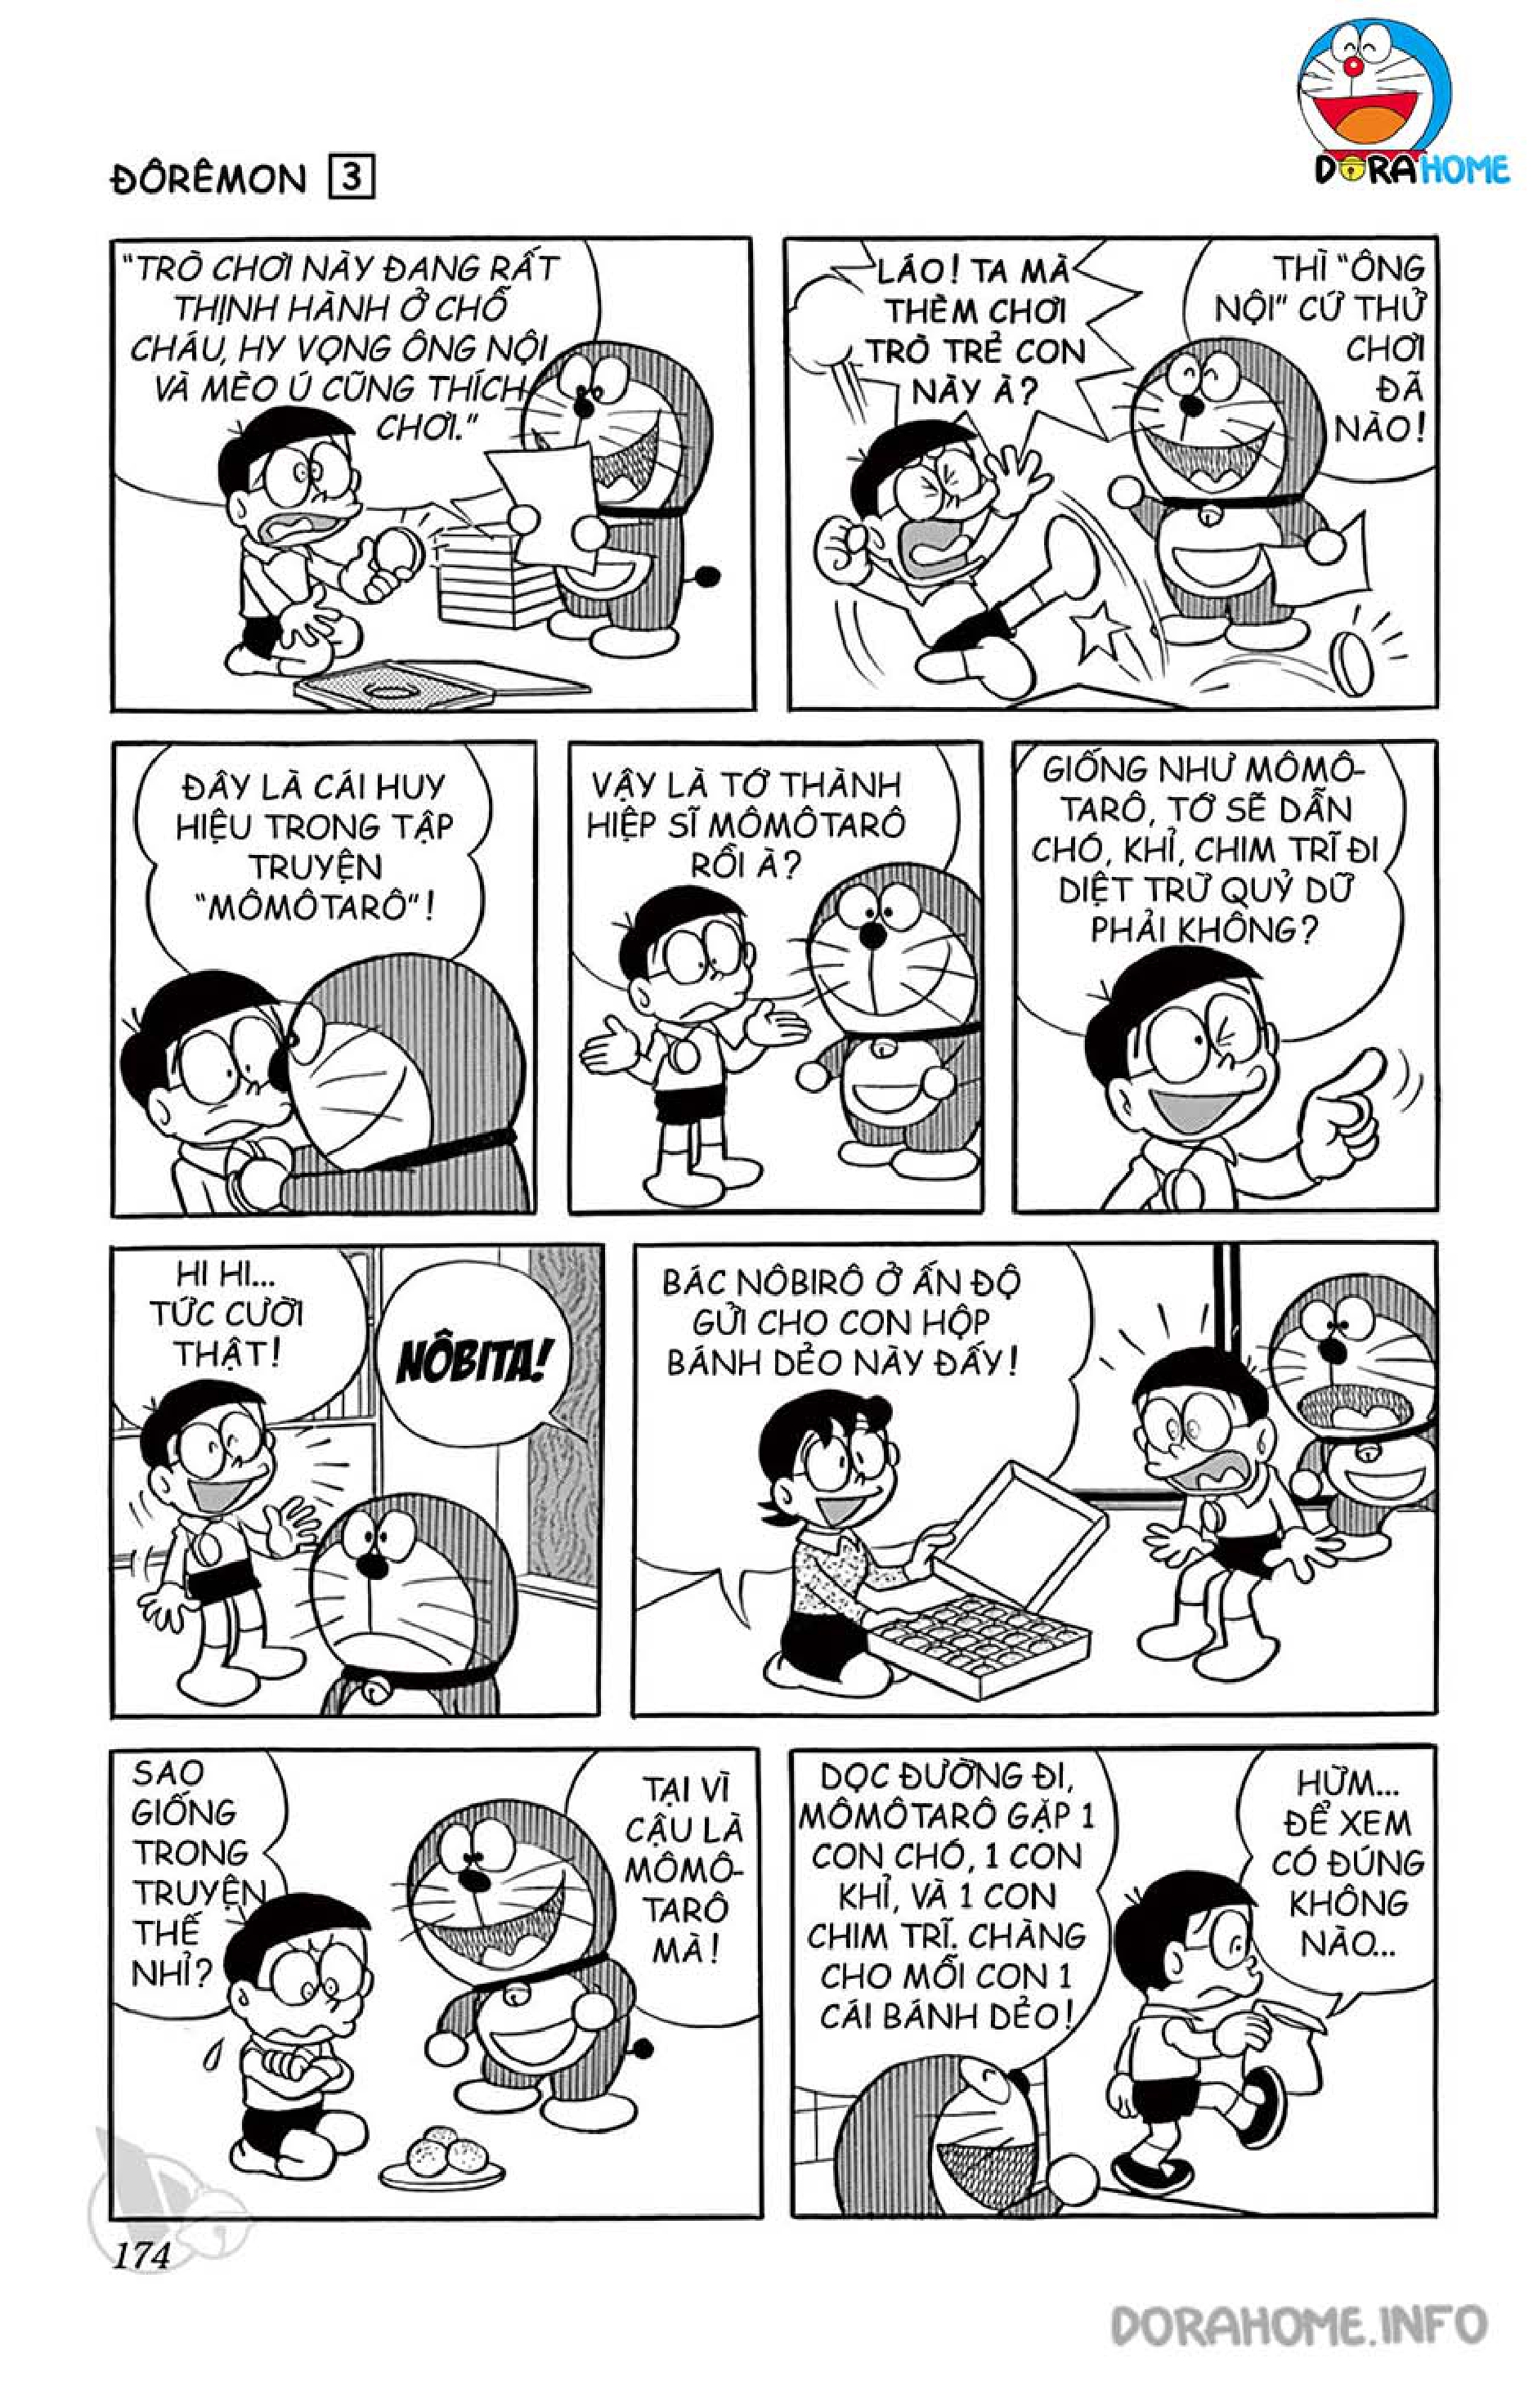 DORAHOME
ĐÔRÊMON 3
“TRÒ CHƠI NÀY ĐANG RẤT
THỊNH HÀNH Ở CHỖ
CHÁU, HY VỌNG ÔNG NỘI
VÀ MÈO Ú CŨNG THÍCH
CHƠI.”
LÁO! TA MÀ
THÈM CHƠI
TRÒ TRẺ CON
NÀY À?
THÌ “ÔNG
NỘI” CỨ THỬ
CHƠI
ĐÃ
NÀO!
ĐÂY LÀ CÁI HUY
HIỆU TRONG TẬP
TRUYỆN
“MÔMÔTARÔ”!
VẬY LÀ TỚ THÀNH
HIỆP SĨ MÔMÔTARÔ
RỒI À?
GIỐNG NHƯ MÔMÔ-
TARÔ, TỚ SẼ DẪN
CHÓ, KHỈ, CHIM TRĨ ĐI
DIỆT TRỪ QUỶ DỮ
PHẢI KHÔNG?
HI HI...
TỨC CƯỜI
THẬT!
NÔBITA!
BÁC NÔBIRÔ Ở ẤN ĐỘ
GỬI CHO CON HỘP
BÁNH DẺO NÀY ĐẤY!
SAO
GIỐNG
TRONG
TRUYỆN
THẾ
NHỈ?
TẠI VÌ
CẬU LÀ
MÔMÔ-
TARÔ
MÀ!
DỌC ĐƯỜNG ĐI,
MÔMÔTARÔ GẶP 1
CON CHÓ, 1 CON
KHỈ, VÀ 1 CON
CHIM TRĨ. CHÀNG
CHO MỖI CON 1
CÁI BÁNH DẺO!
HỪM...
ĐỂ XEM
CÓ ĐÚNG
KHÔNG
NÀO...
174
DORAHOME.INFO